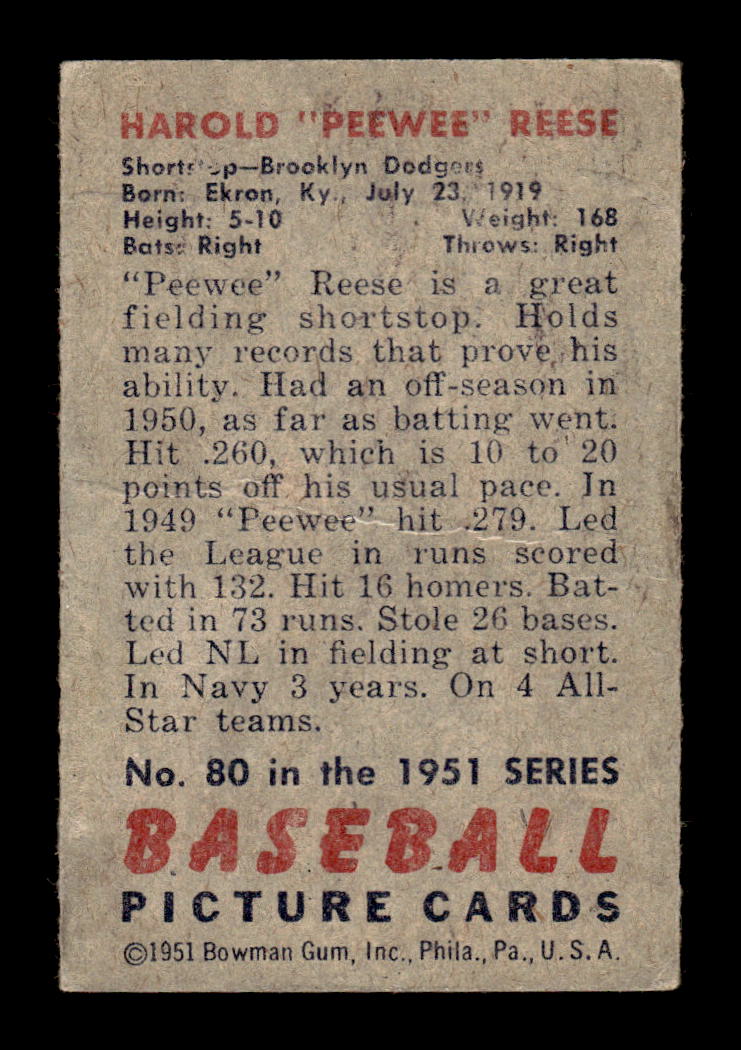 HAROLD "PEEWEE" REESE
Shortstop—Brooklyn Dodgers
Born: Ekron, Ky., July 23, 1919
Height: 5-10 Weight: 168
Bats: Right Throws: Right
"Peewee" Reese is a great
fielding shortstop. Holds
many records that prove his
ability. Had an off-season in
1950, as far as batting went.
Hit .260, which is 10 to 20
points off his usual pace. In
1949 "Peewee" hit .279. Led
the League in runs scored
with 132. Hit 16 homers. Bat-
ted in 73 runs. Stole 26 bases.
Led NL in fielding at short.
In Navy 3 years. On 4 All-
Star teams.
No. 80 in the 1951 SERIES
BASEBALL
PICTURE CARDS
©1951 Bowman Gum, Inc., Phila., Pa., U.S.A.